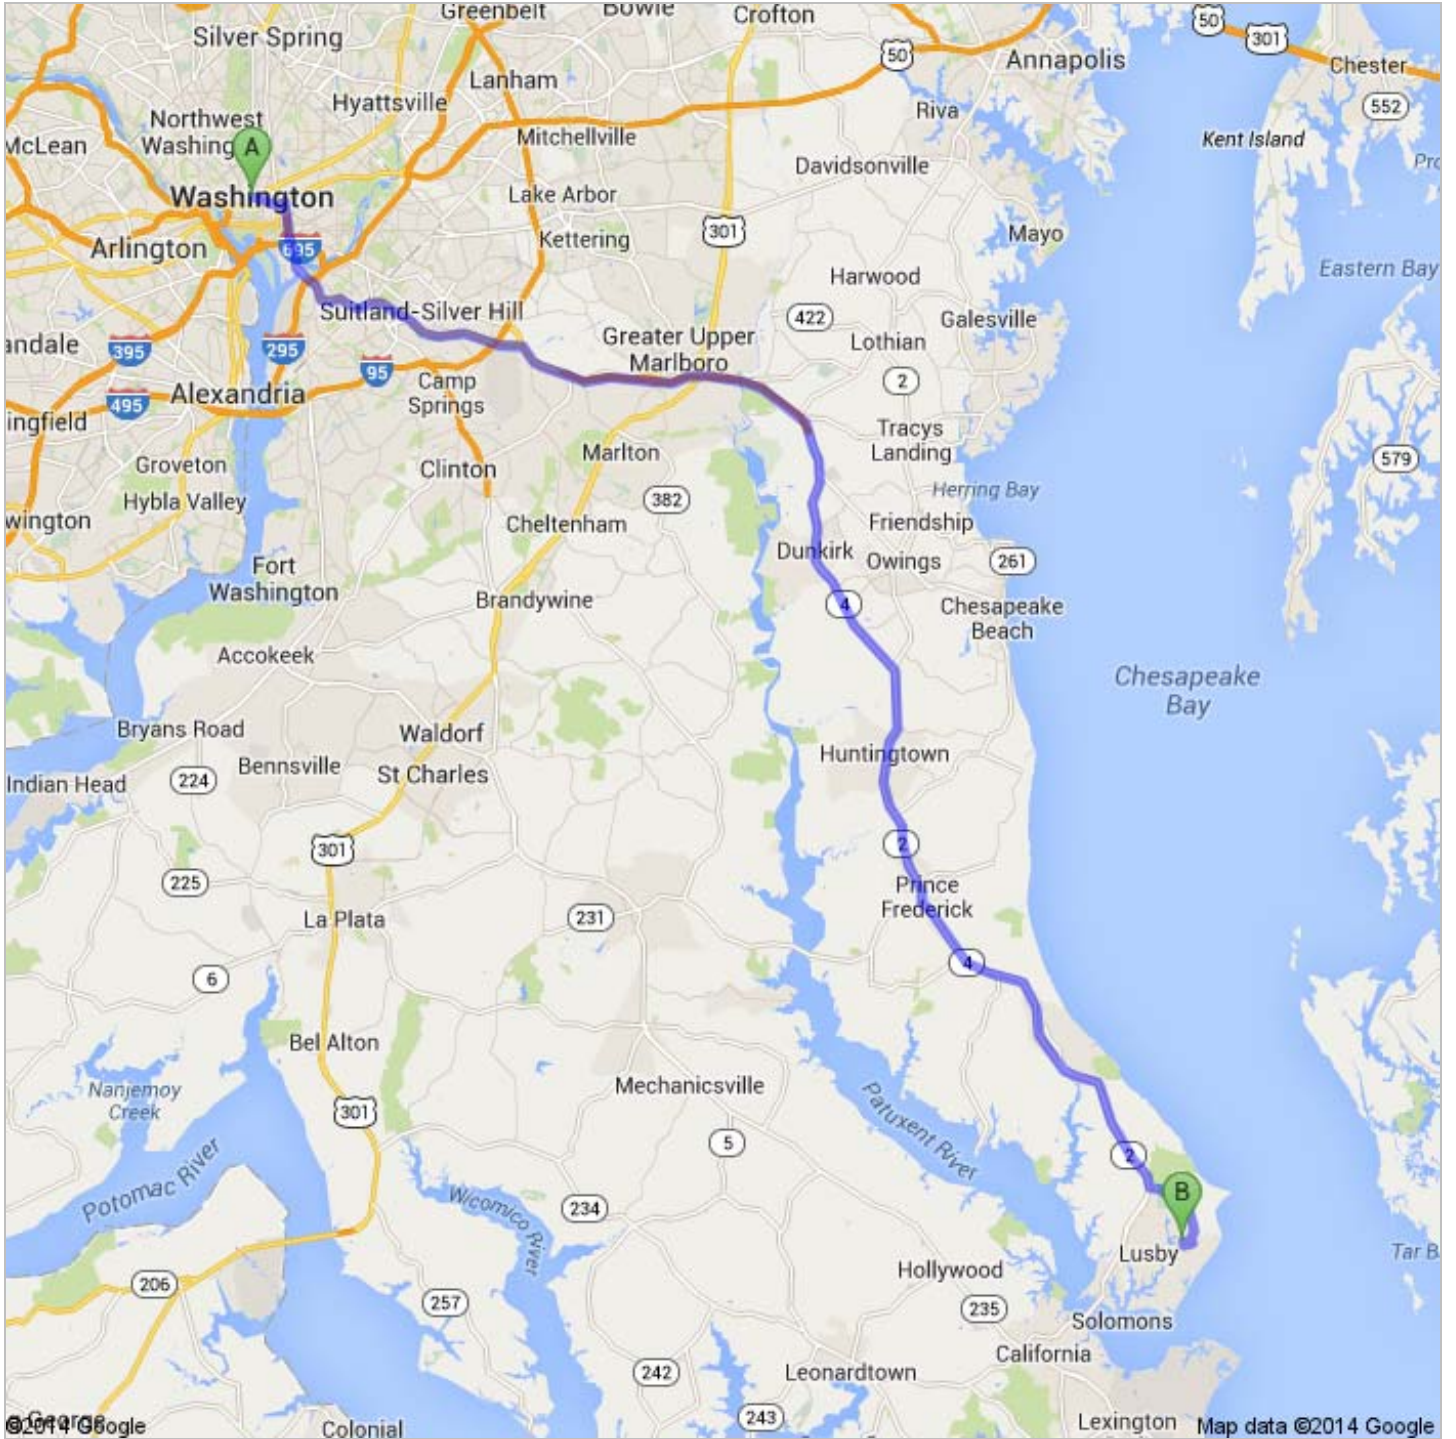 Greenbelt
Bowie
Crofton
50
301
Silver Spring
50
Annapolis
Chester
Lanham
Hyattsville
552
Riva
Northwest
Washing
A
McLean
Mitchellville
Kent Island
Davidsonville
Pro
Washington
Lake Arbor
301
Mayo
Arlington
695
Kettering
Eastern Bay
Harwood
Suitland-Silver Hill
422
Galesville
Greater Upper
Marlboro
Lothian
andale
395
295
95
Camp
Springs
2
Alexandria
495
ingfield
Tracys
Landing
Marlton
579
Groveton
Clinton
Herring Bay
Hybla Valley
382
wington
Cheltenham
Friendship
Dunkirk
Owings
261
Fort
Washington
Brandywine
4
Chesapeake
Beach
Accokeek
Chesapeake
Bay
Bryans Road
Waldorf
Huntingtown
Bennsville
St Charles
Indian Head
224
301
2
225
Prince
Frederick
La Plata
231
4
6
Bel Alton
Nanjemoy
Creek
Mechanicsville
301
Patuxent River
5
2
Potomac River
B
Wicomico River
234
Lusby
Tar B
Hollywood
206
257
235
Solomons
California
242
Leonardtown
243
Lexington
Colonial
©2014 Google
Map data ©2014 Google